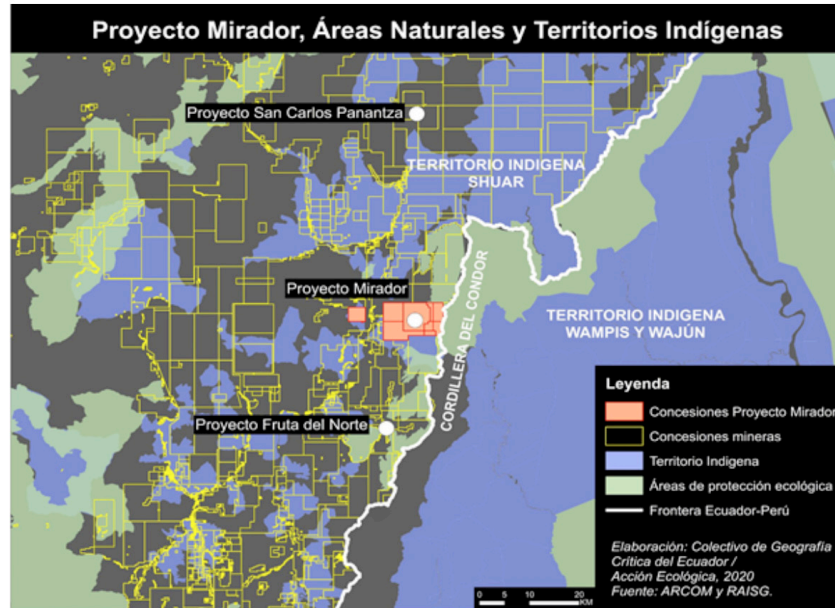 Proyecto Mirador, Áreas Naturales y Territorios Indígenas
Proyecto San Carlos Panantza
TERRITORIO INDIGENA
SHUAR
Proyecto Mirador
CORDILLERA DEL CONDOR
TERRITORIO INDIGENA
WAMPIS Y WAJÚN
Proyecto Fruta del Norte
Leyenda
Concesiones Proyecto Mirador
Concesiones mineras
Territorio Indigena
Áreas de protección ecológica
Frontera Ecuador-Perú
Elaboración: Colectivo de Geografía
Crítica del Ecuador /
Acción Ecológica, 2020
Fuente: ARCOM y RAISG.
0 5 10 20
KM